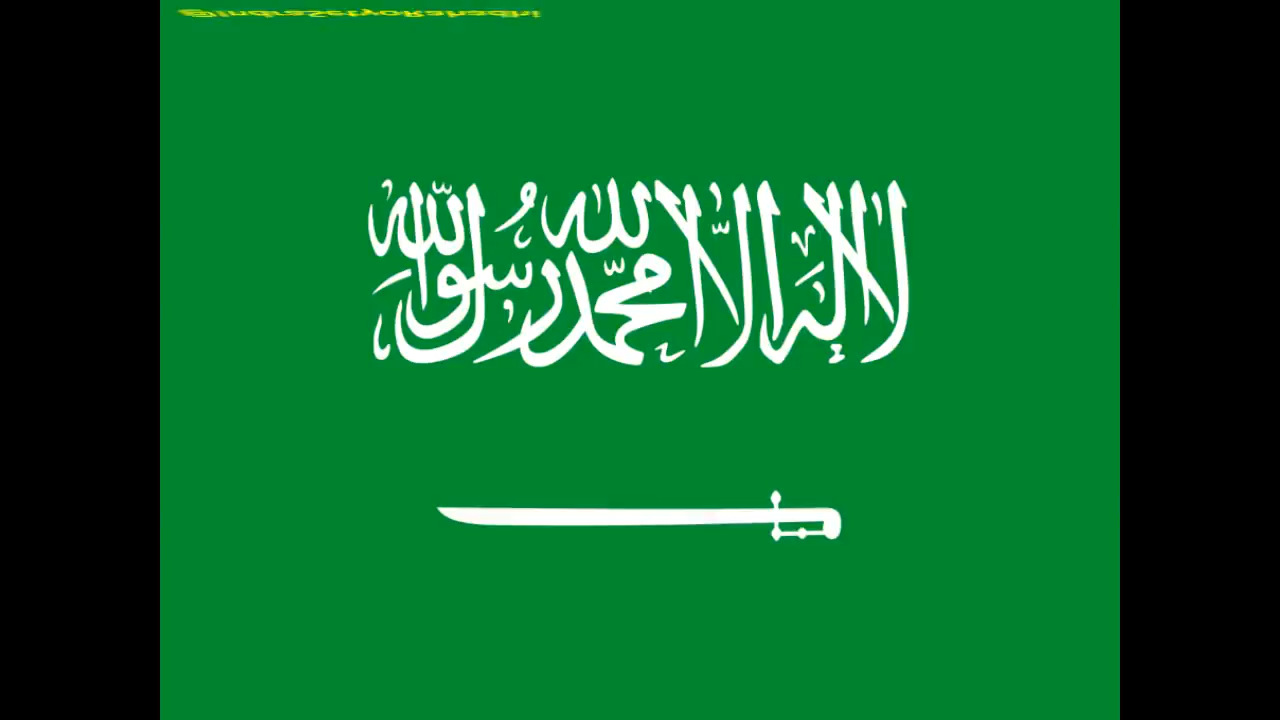 لا إله إلا الله محمد رسول الله